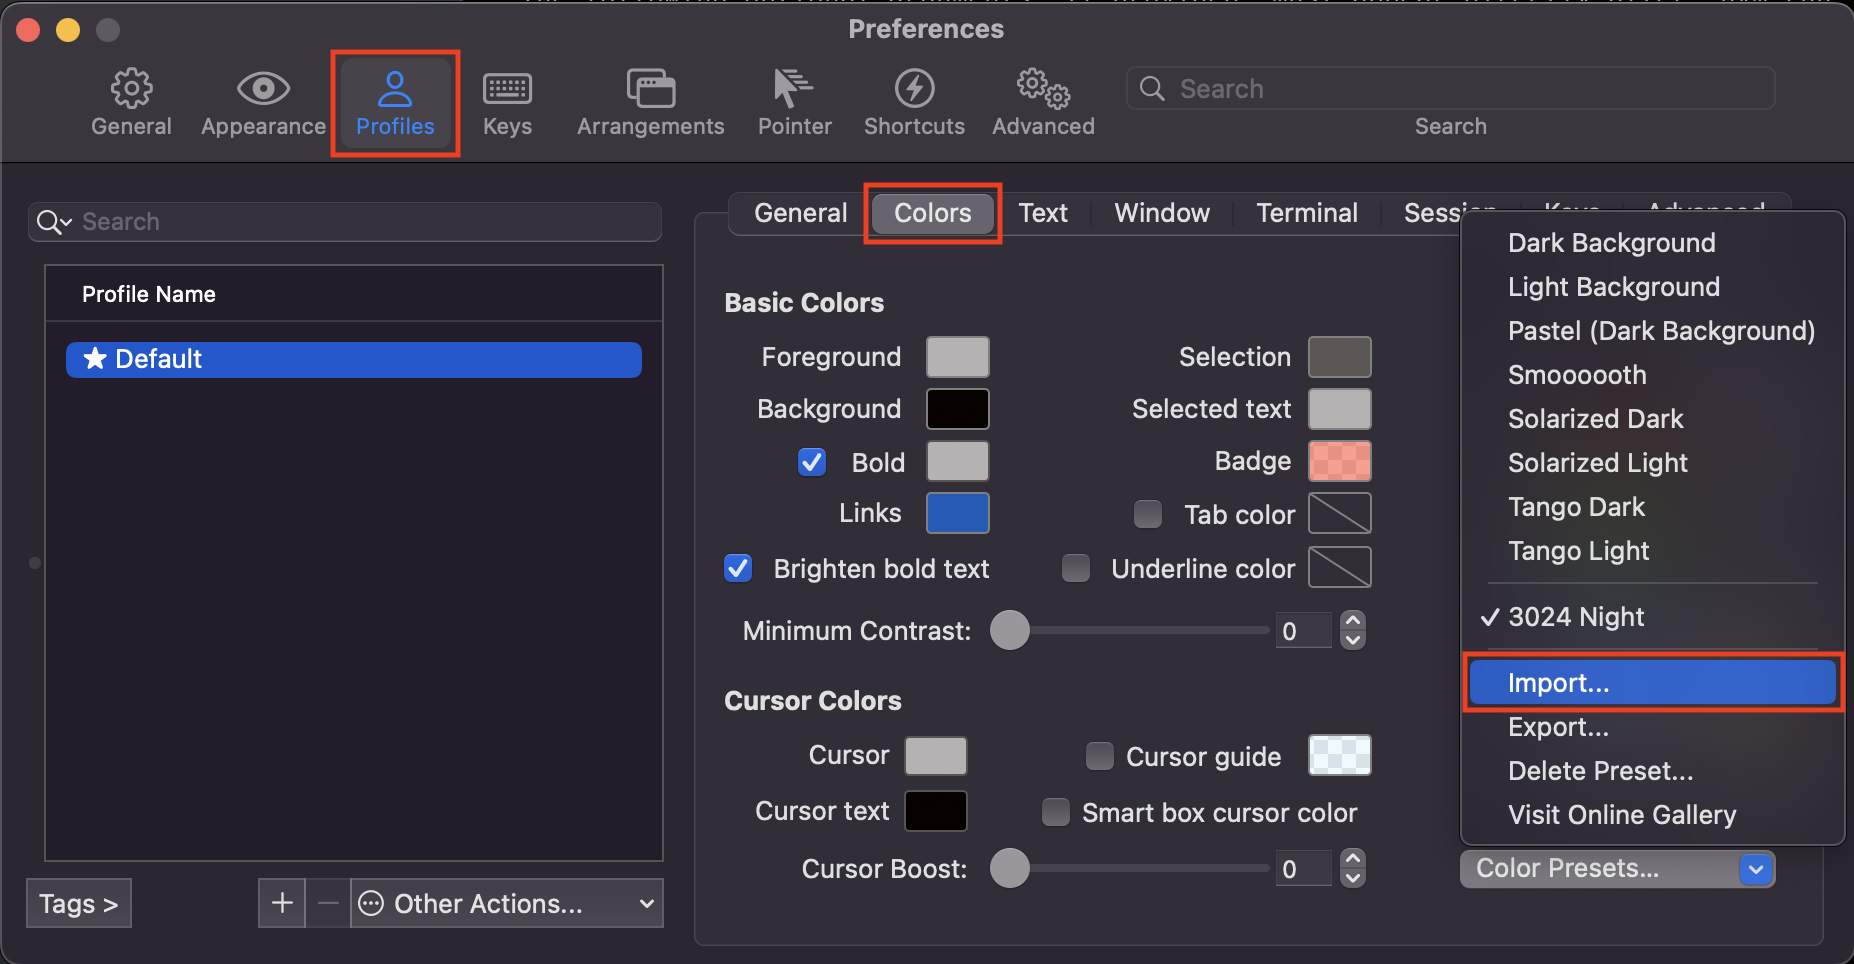 Preferences
General
Appearance
Profiles
Keys
Arrangements
Pointer
Shortcuts
Advanced
Search
Search
Search
Profile Name
Default
Tags >
Other Actions...
General
Colors
Text
Window
Terminal
Session
Keys
Advanced
Basic Colors
Foreground
Selection
Background
Selected text
Bold
Badge
Links
Tab color
Brighten bold text
Underline color
Minimum Contrast:
0
Cursor Colors
Cursor
Cursor guide
Cursor text
Smart box cursor color
Cursor Boost:
0
Dark Background
Light Background
Pastel (Dark Background)
Smoooooth
Solarized Dark
Solarized Light
Tango Dark
Tango Light
3024 Night
Import...
Export...
Delete Preset...
Visit Online Gallery
Color Presets...